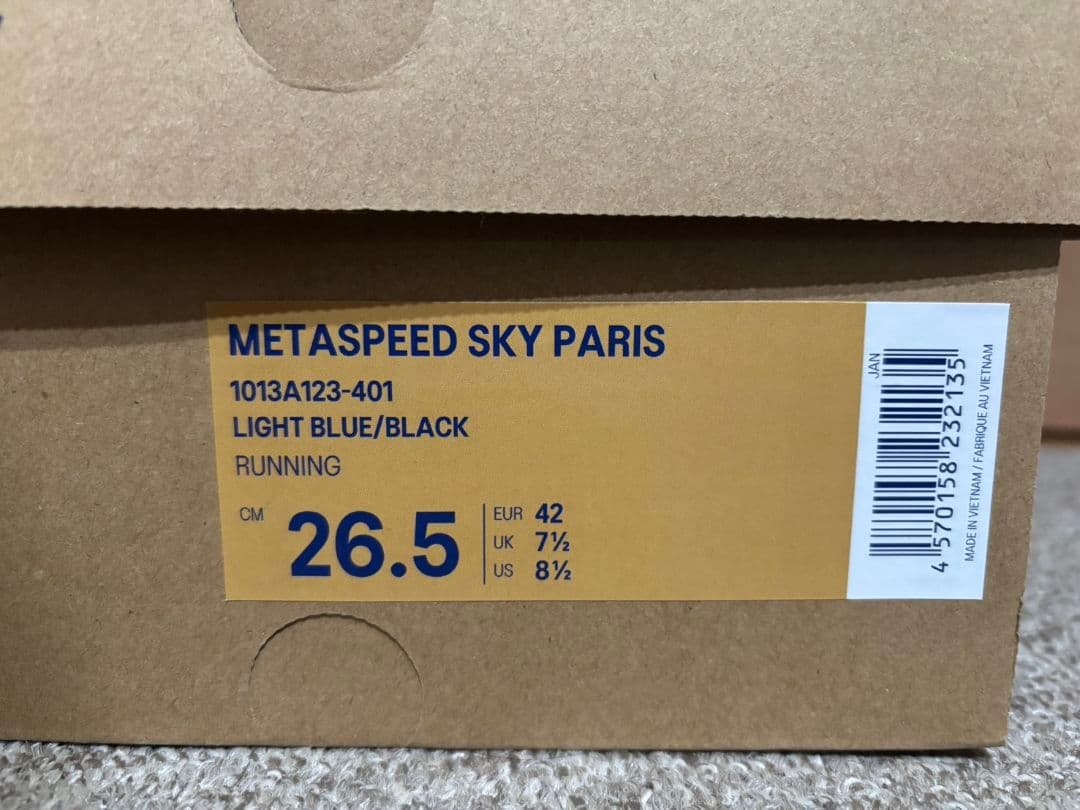 METASPEED SKY PARIS
1013A123-401
LIGHT BLUE/BLACK
RUNNING
CM 26.5
EUR 42
UK 7½
US 8½
JAN
4 570158 232135
MADE IN VIETNAM / FABRIQUE AU VIETNAM